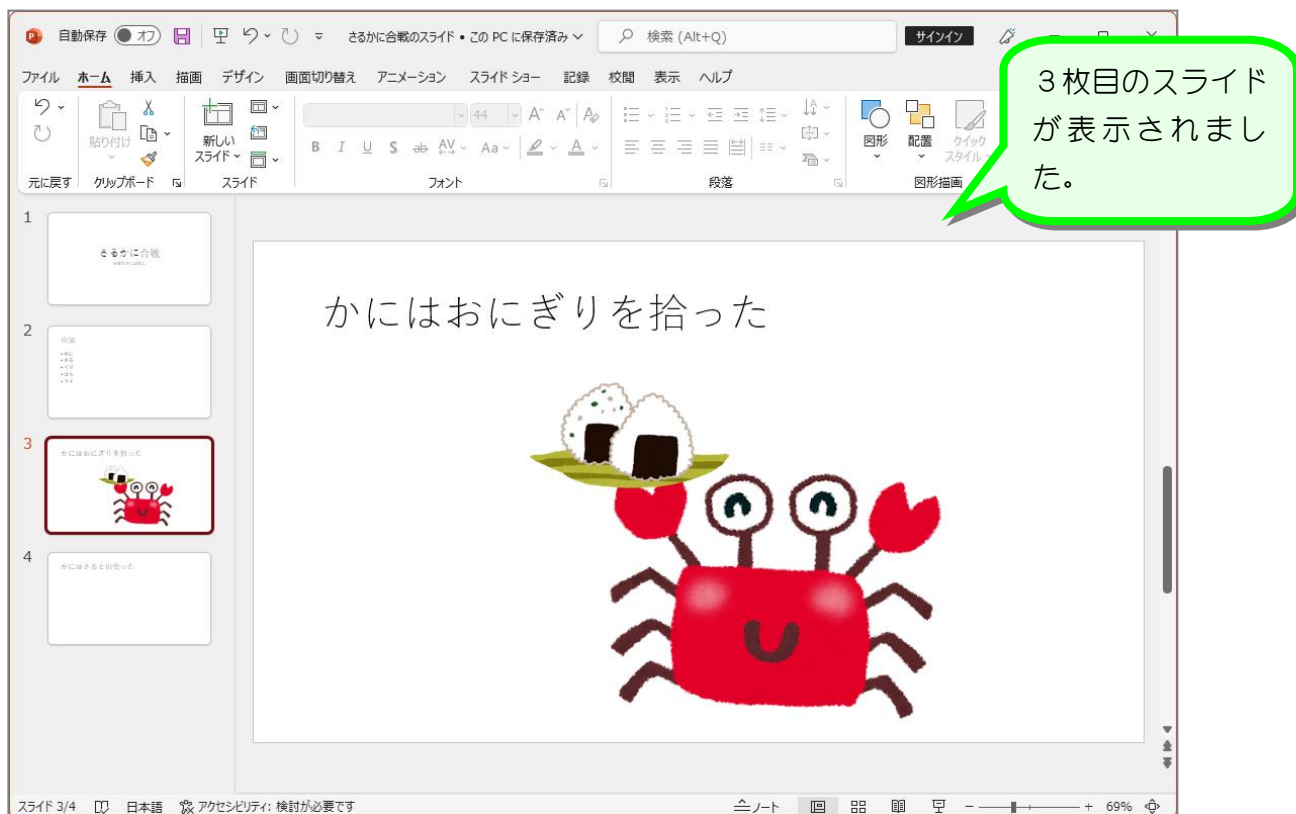 自動保存 オフ さるかに合戦のスライド • この PC に保存済み 検索 (Alt+Q) サインイン
ファイル ホーム 挿入 描画 デザイン 画面切り替え アニメーション スライド ショー 記録 校閲 表示 ヘルプ
３枚目のスライド
が表示されまし
た。
貼り付け
新しい
スライド
44
B I U S ab AV Aa A
図形 配置 クイック
スタイル
元に戻す クリップボード スライド フォント 段落 図形描画
1
さるかに合戦
2
出演
3
かにはおにぎりを拾った
4
かにはさると出会った
かにはおにぎりを拾った
スライド 3/4 日本語 アクセシビリティ: 検討が必要です ノート 69%